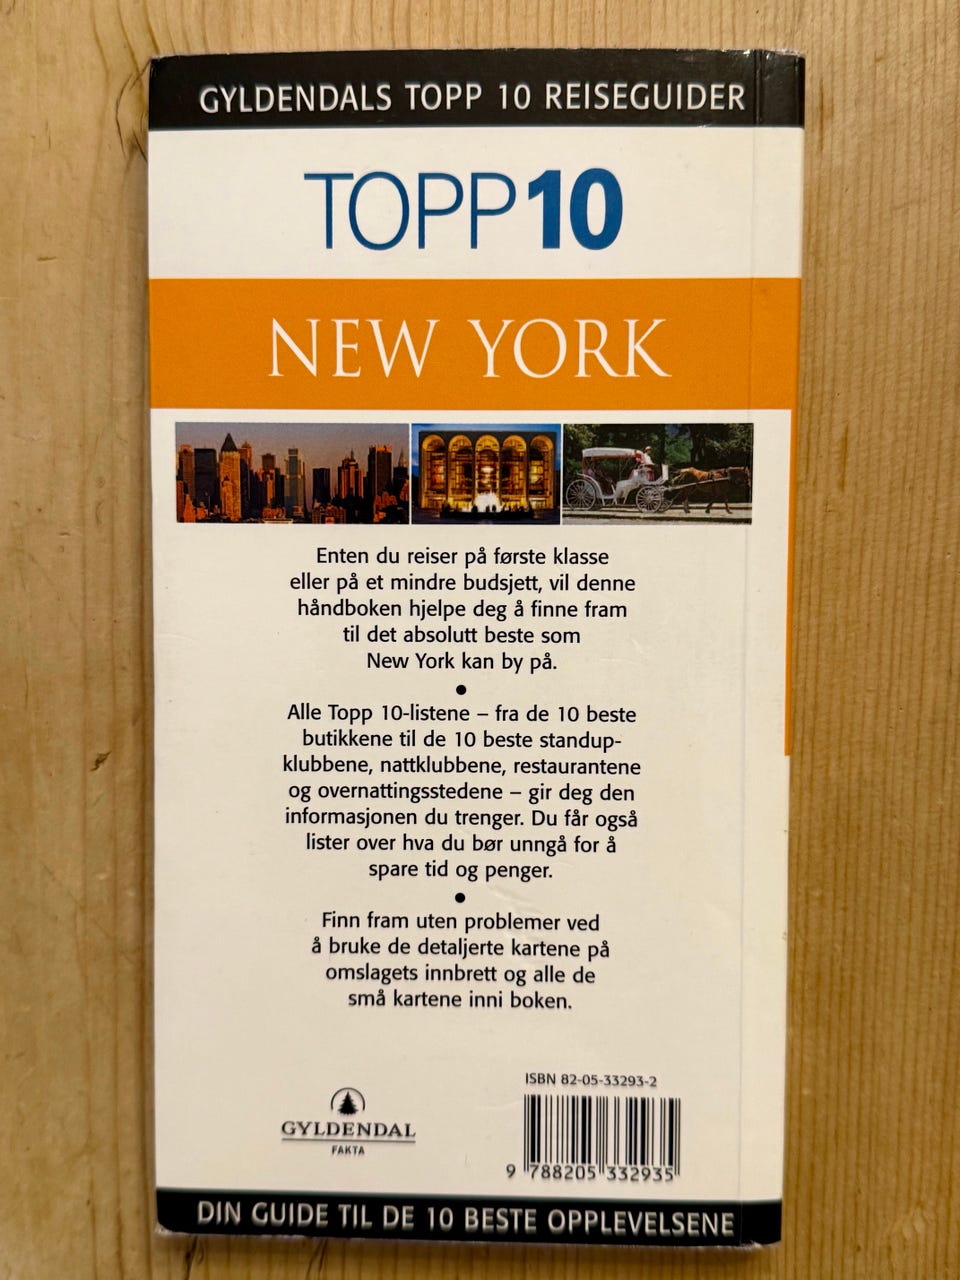 GYLDENDALS TOPP 10 REISEGUIDER
TOPP10
NEW YORK
Enten du reiser på første klasse
eller på et mindre budsjett, vil denne
håndboken hjelpe deg å finne fram
til det absolutt beste som
New York kan by på.
●
Alle Topp 10-listene – fra de 10 beste
butikkene til de 10 beste standup-
klubbene, nattklubbene, restaurantene
og overnattingsstedene – gir deg den
informasjonen du trenger. Du får også
lister over hva du bør unngå for å
spare tid og penger.
●
Finn fram uten problemer ved
å bruke de detaljerte kartene på
omslagets innbrett og alle de
små kartene inni boken.
GYLDENDAL
FAKTA
ISBN 82-05-33293-2
9 788205 332935
DIN GUIDE TIL DE 10 BESTE OPPLEVELSENE